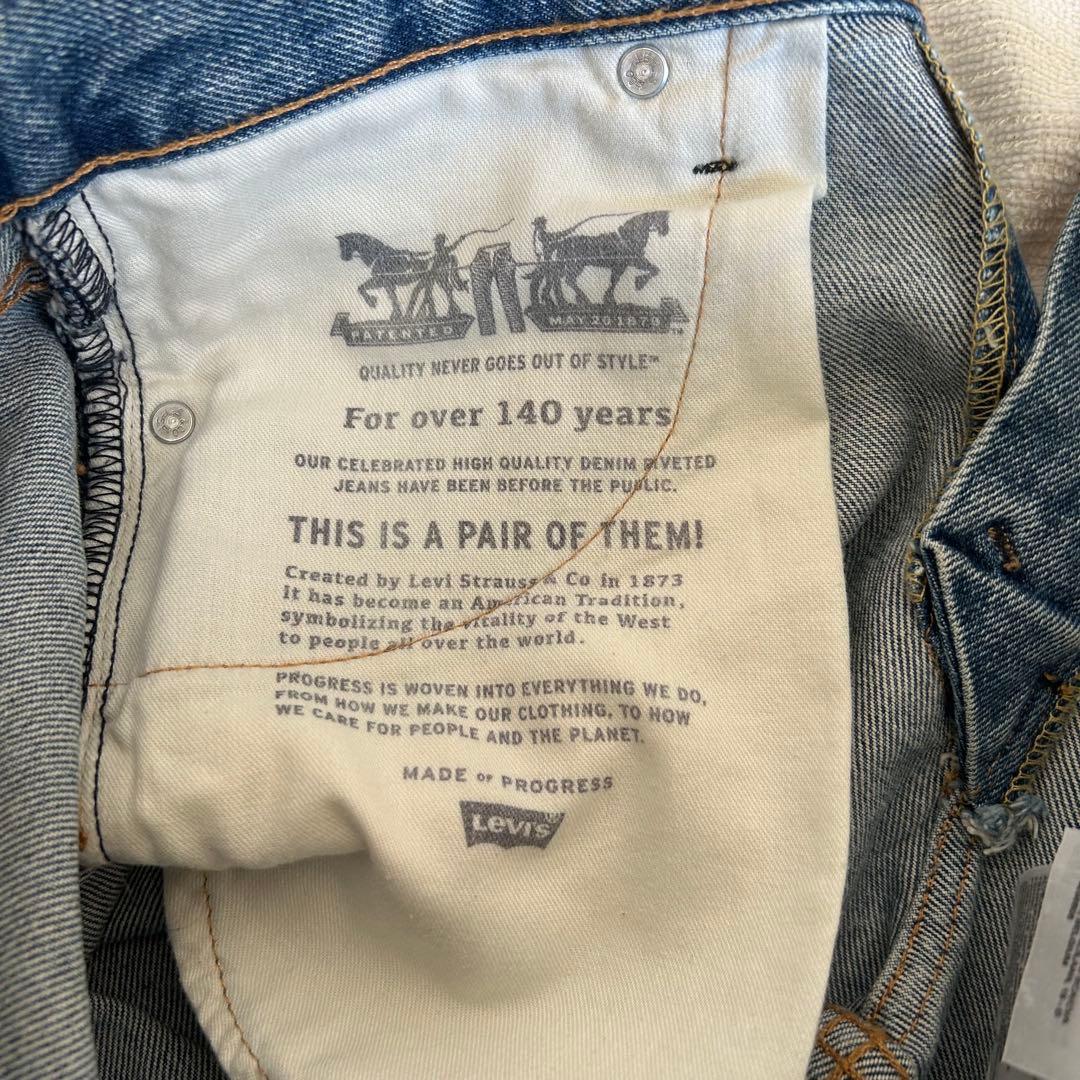 PATENTED MAY 20 1873
QUALITY NEVER GOES OUT OF STYLE™
For over 140 years
OUR CELEBRATED HIGH QUALITY DENIM RIVETED
JEANS HAVE BEEN BEFORE THE PUBLIC.
THIS IS A PAIR OF THEM!
Created by Levi Strauss & Co in 1873
It has become an American Tradition,
symbolizing the vitality of the West
to people all over the world.
PROGRESS IS WOVEN INTO EVERYTHING WE DO,
FROM HOW WE MAKE OUR CLOTHING, TO HOW
WE CARE FOR PEOPLE AND THE PLANET.
MADE OF PROGRESS
Levi's